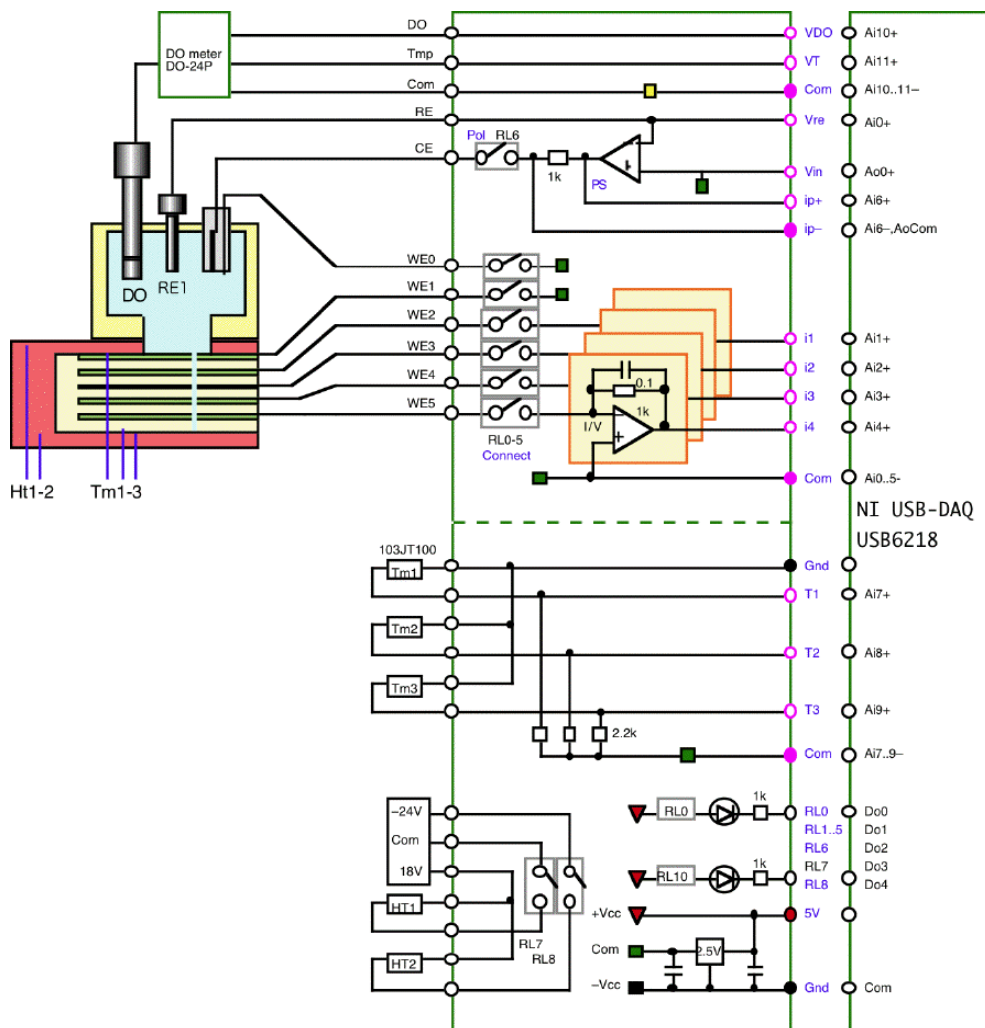 DO VDO Ai10+
DO meter
DO-24P
Tmp VT Ai11+
Com Com Ai10..11−
RE Vre Ai0+
Pol RL6
CE
1k
PS
Vin Ao0+
ip+ Ai6+
ip− Ai6−,AoCom
WE0
DO RE1
WE1
WE2
i1 Ai1+
WE3
i2 Ai2+
WE4
0.1
i3 Ai3+
WE5
1k
I/V
i4 Ai4+
RL0-5
Connect
Com Ai0..5-
Ht1-2 Tm1-3
NI USB-DAQ
USB6218
103JT100
Tm1
Gnd
T1 Ai7+
Tm2
T2 Ai8+
Tm3
T3 Ai9+
2.2k
Com Ai7..9−
−24V
Com
18V
1k
RL0 RL0 Do0
RL1..5 Do1
RL6 Do2
1k
RL7 Do3
RL10 RL8 Do4
HT1
+Vcc 5V
RL7
RL8
Com 2.5V
HT2
−Vcc Gnd Com